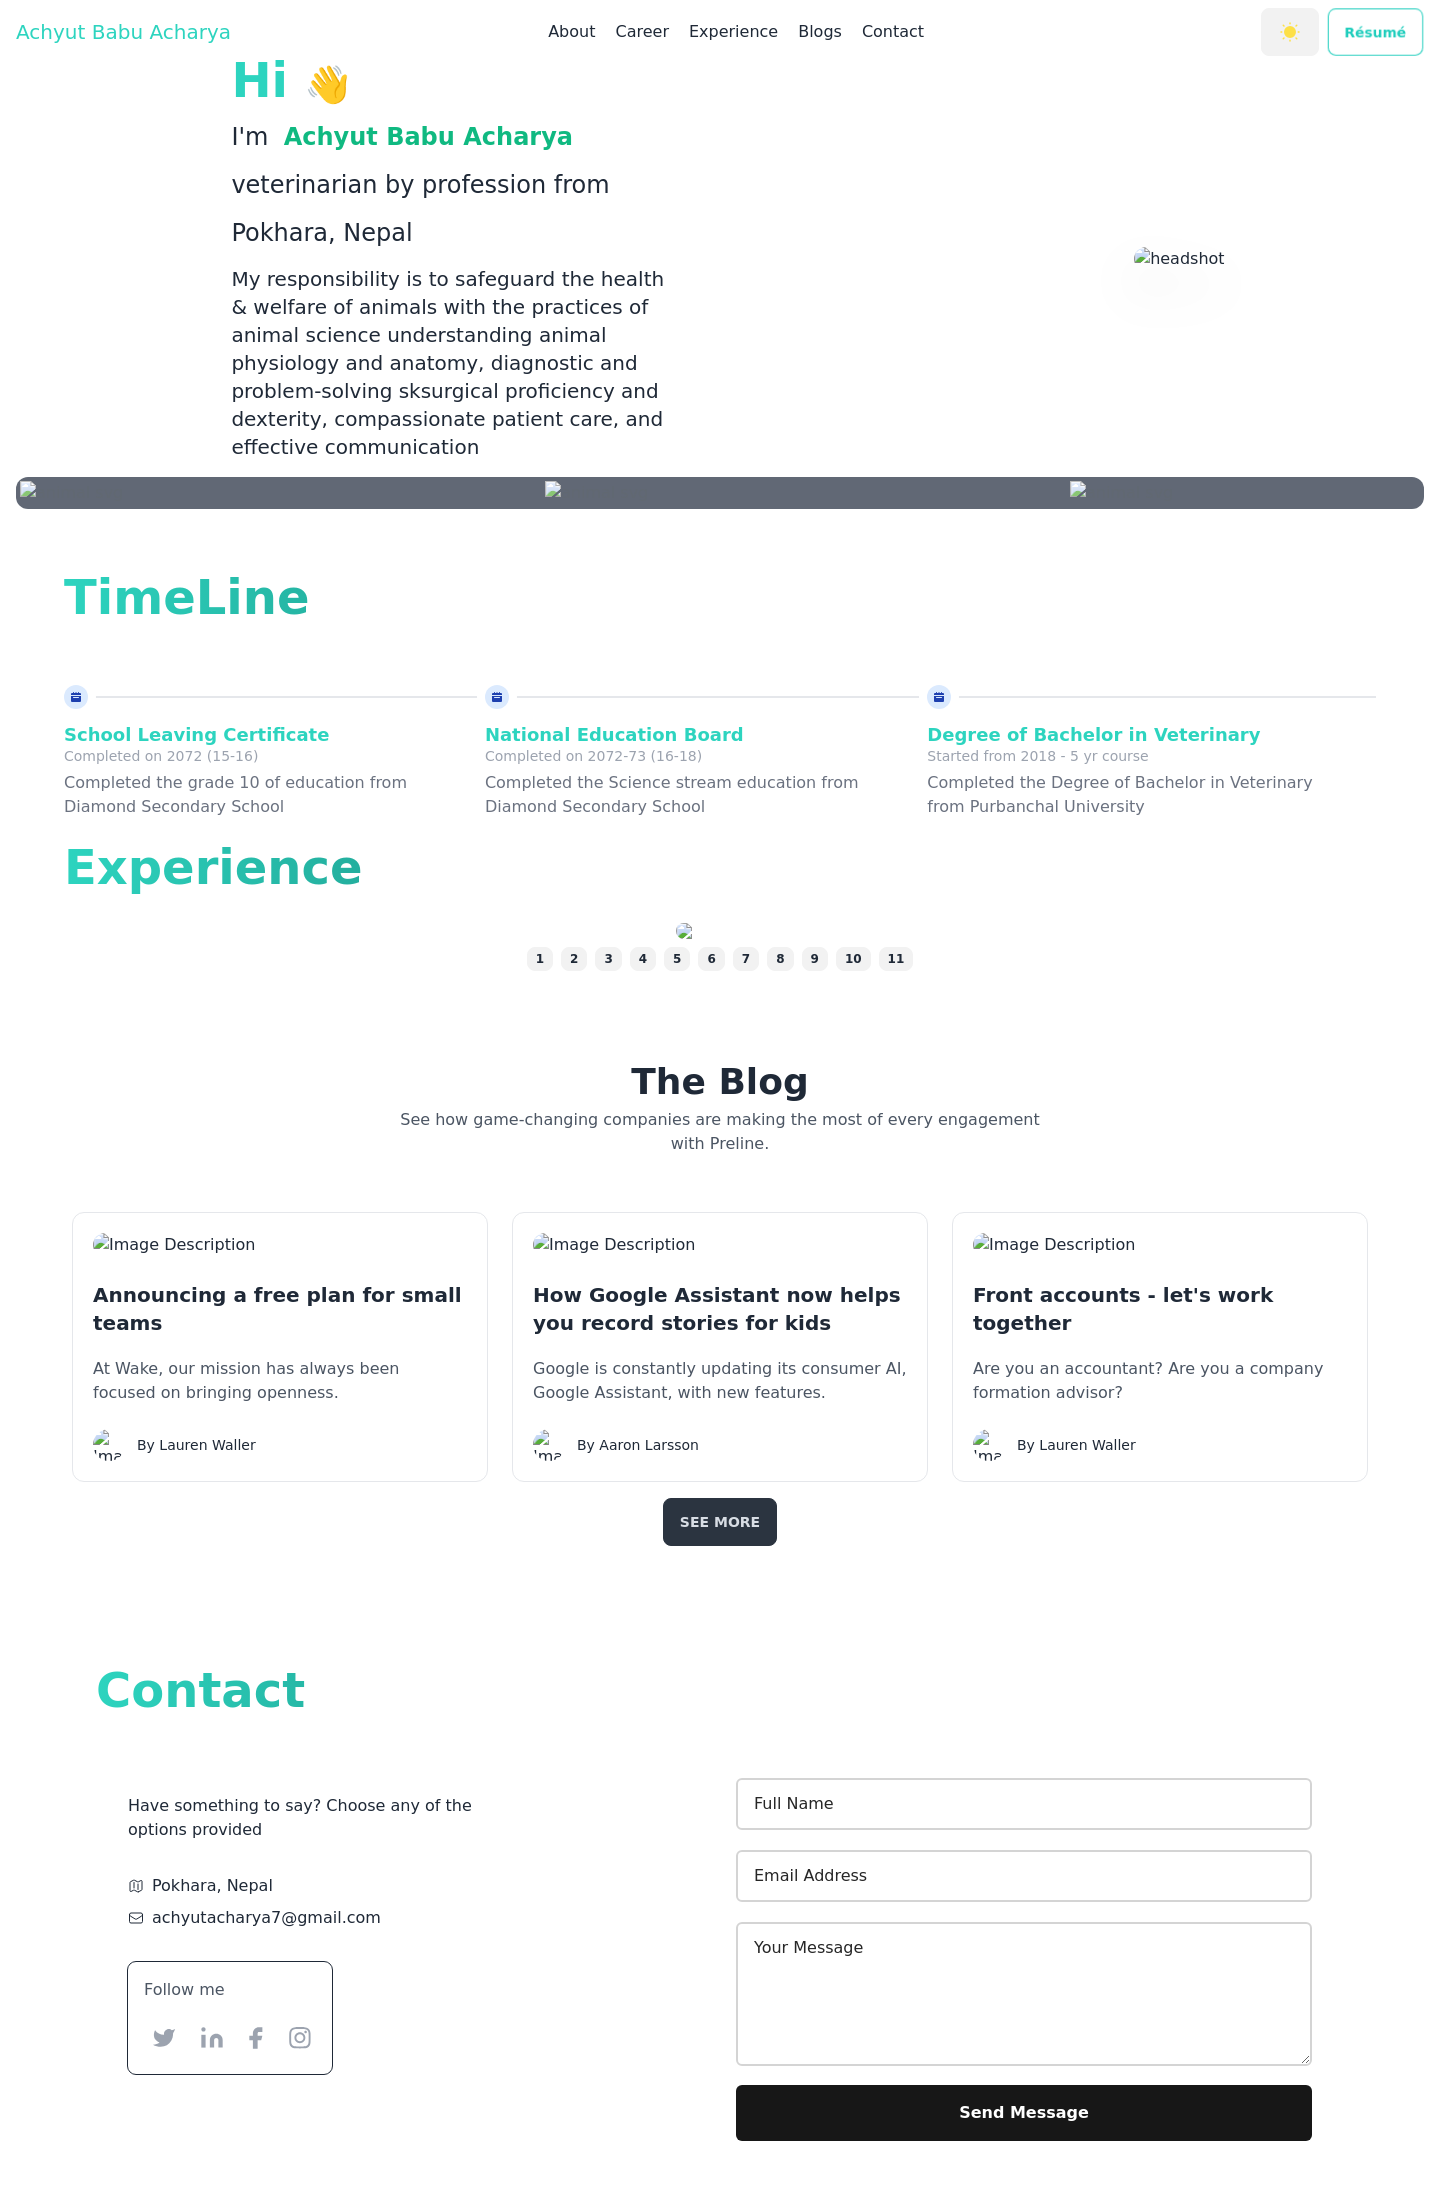 Achyut Babu Acharya
About Career Experience Blogs Contact
Résumé
Hi 👋
I'm Achyut Babu Acharya
veterinarian by profession from
Pokhara, Nepal
My responsibility is to safeguard the health
& welfare of animals with the practices of
animal science understanding animal
physiology and anatomy, diagnostic and
problem-solving sksurgical proficiency and
dexterity, compassionate patient care, and
effective communication
headshot
TimeLine
School Leaving Certificate
Completed on 2072 (15-16)
Completed the grade 10 of education from
Diamond Secondary School
National Education Board
Completed on 2072-73 (16-18)
Completed the Science stream education from
Diamond Secondary School
Degree of Bachelor in Veterinary
Started from 2018 - 5 yr course
Completed the Degree of Bachelor in Veterinary
from Purbanchal University
Experience
1 2 3 4 5 6 7 8 9 10 11
The Blog
See how game-changing companies are making the most of every engagement
with Preline.
Image Description
Announcing a free plan for small
teams
At Wake, our mission has always been
focused on bringing openness.
By Lauren Waller
Image Description
How Google Assistant now helps
you record stories for kids
Google is constantly updating its consumer AI,
Google Assistant, with new features.
By Aaron Larsson
Image Description
Front accounts - let's work
together
Are you an accountant? Are you a company
formation advisor?
By Lauren Waller
SEE MORE
Contact
Have something to say? Choose any of the
options provided
Pokhara, Nepal
achyutacharya7@gmail.com
Follow me
Full Name
Email Address
Your Message
Send Message